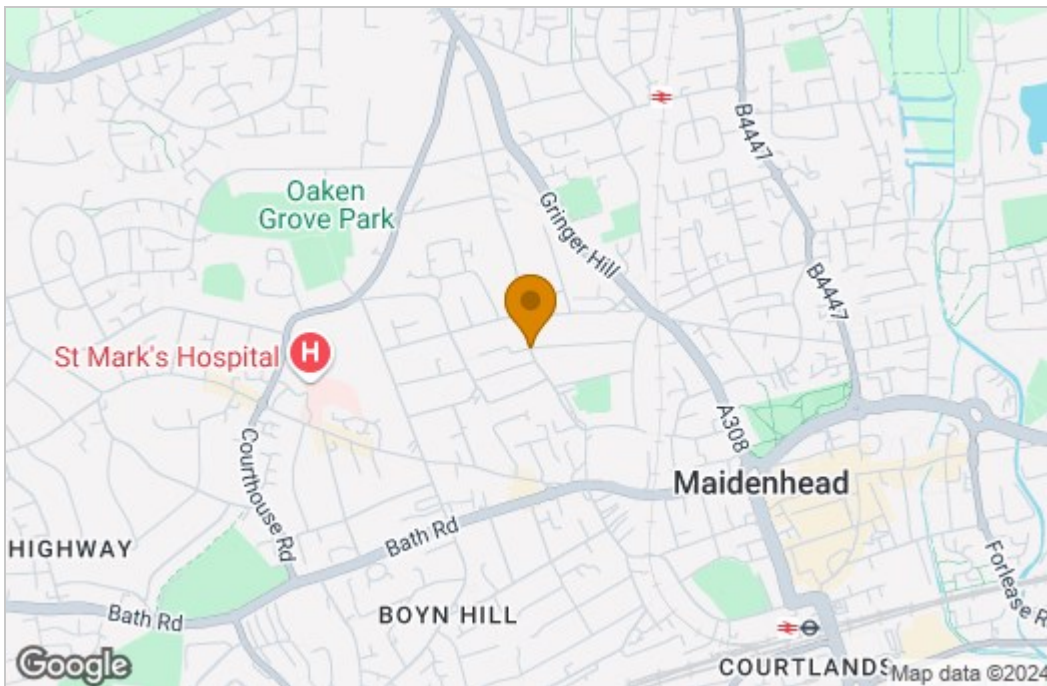 B4447
Oaken
Grove Park
Gringer Hill
B4447
St Mark's Hospital
H
A308
Courthouse Rd
Maidenhead
HIGHWAY
Bath Rd
Forlease R
Bath Rd
BOYN HILL
COURTLANDS
Google
Map data ©2024